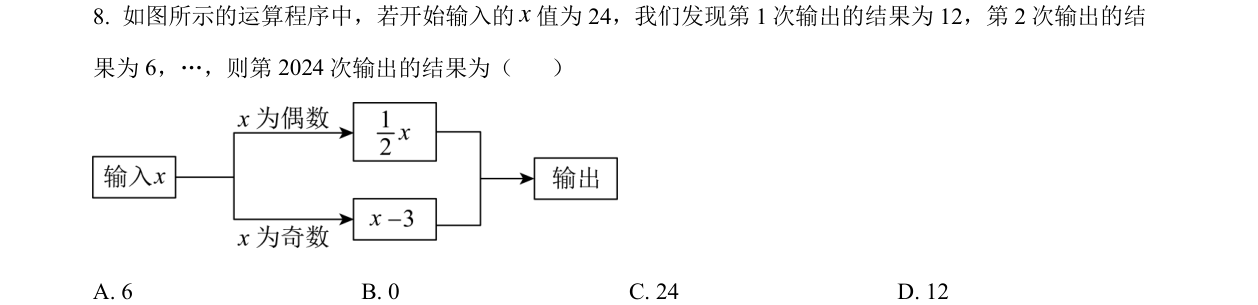 8. 如图所示的运算程序中，若开始输入的 x 值为 24，我们发现第 1 次输出的结果为 12，第 2 次输出的结
果为 6，…，则第 2024 次输出的结果为（　　）
x 为偶数
1/2 x
输入x
输出
x −3
x 为奇数
A. 6　B. 0　C. 24　D. 12